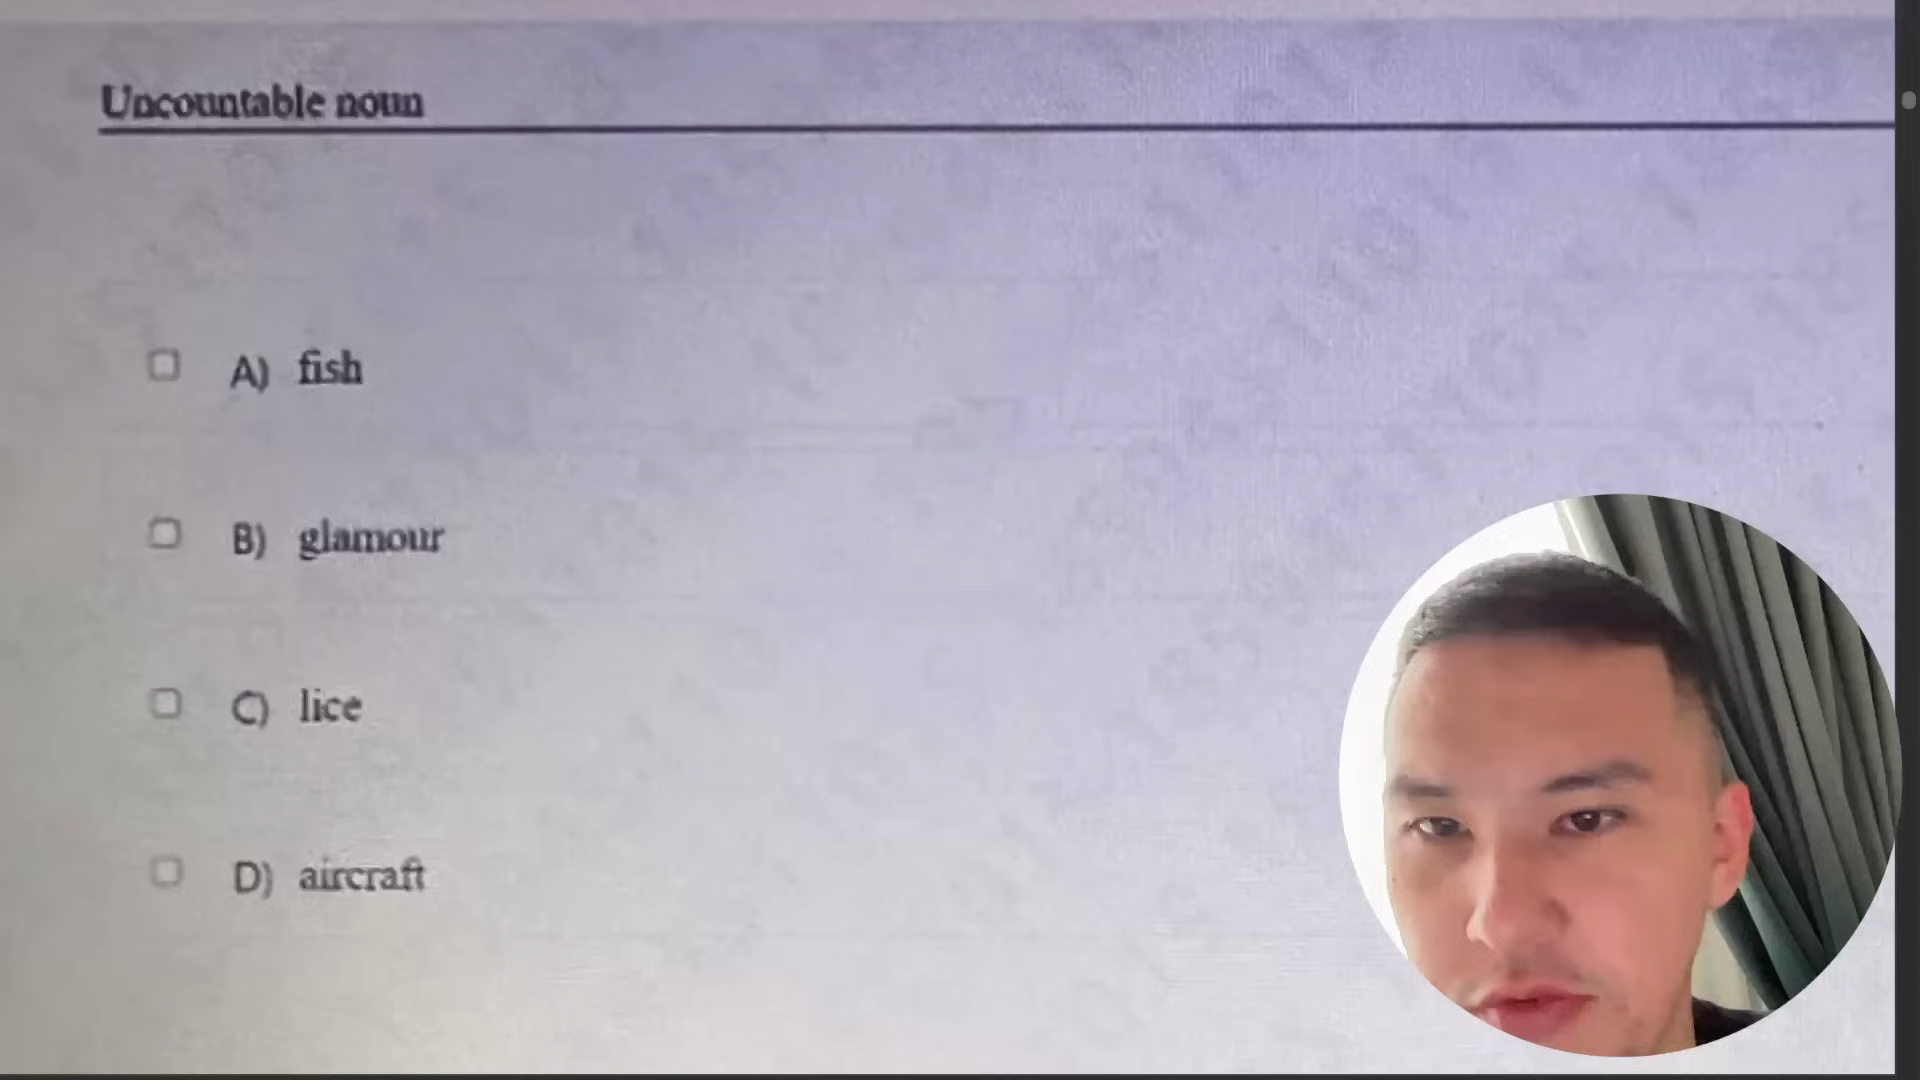 Uncountable noun
A) fish
B) glamour
C) lice
D) aircraft